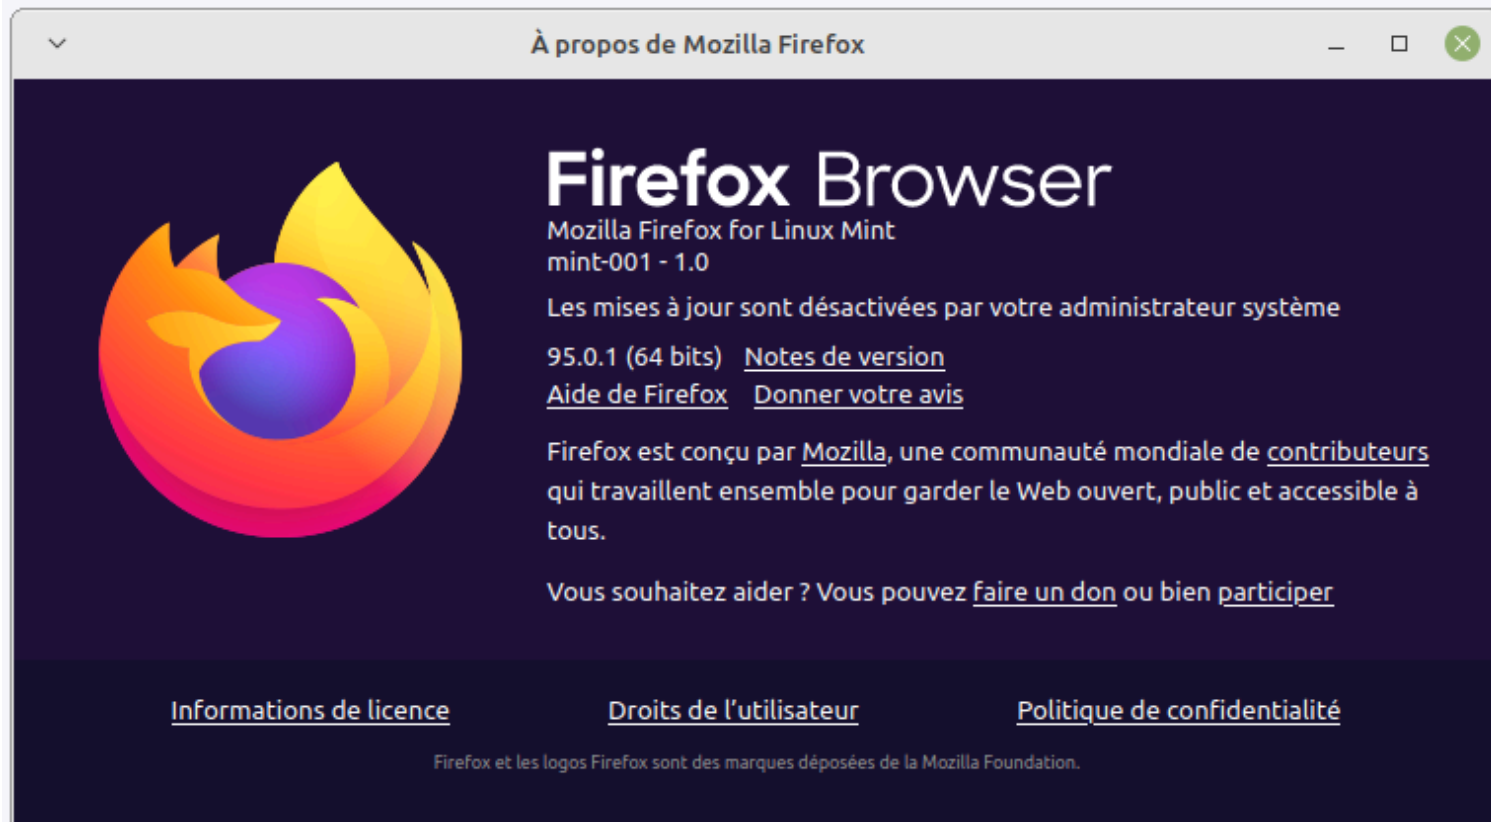 À propos de Mozilla Firefox
Firefox Browser
Mozilla Firefox for Linux Mint
mint-001 - 1.0
Les mises à jour sont désactivées par votre administrateur système
95.0.1 (64 bits) Notes de version
Aide de Firefox Donner votre avis
Firefox est conçu par Mozilla, une communauté mondiale de contributeurs
qui travaillent ensemble pour garder le Web ouvert, public et accessible à
tous.
Vous souhaitez aider ? Vous pouvez faire un don ou bien participer
Informations de licence Droits de l’utilisateur Politique de confidentialité
Firefox et les logos Firefox sont des marques déposées de la Mozilla Foundation.